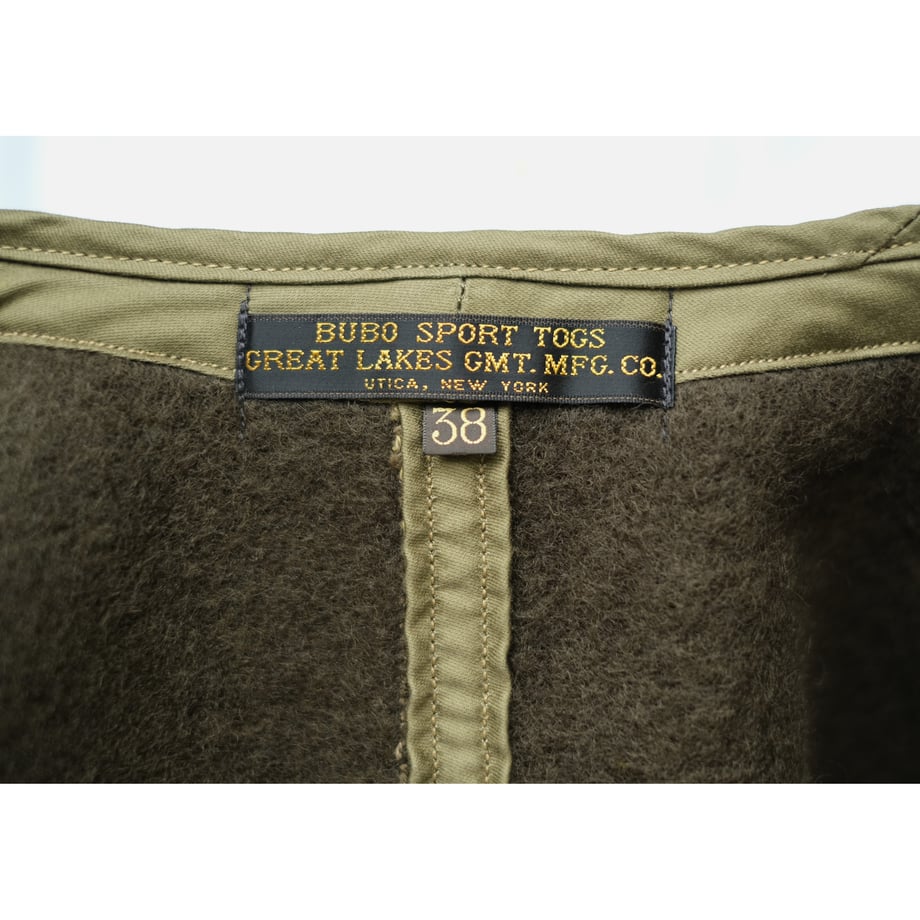 BUBO SPORT TOGS
GREAT LAKES GMT. MFG. CO.
UTICA, NEW YORK
38